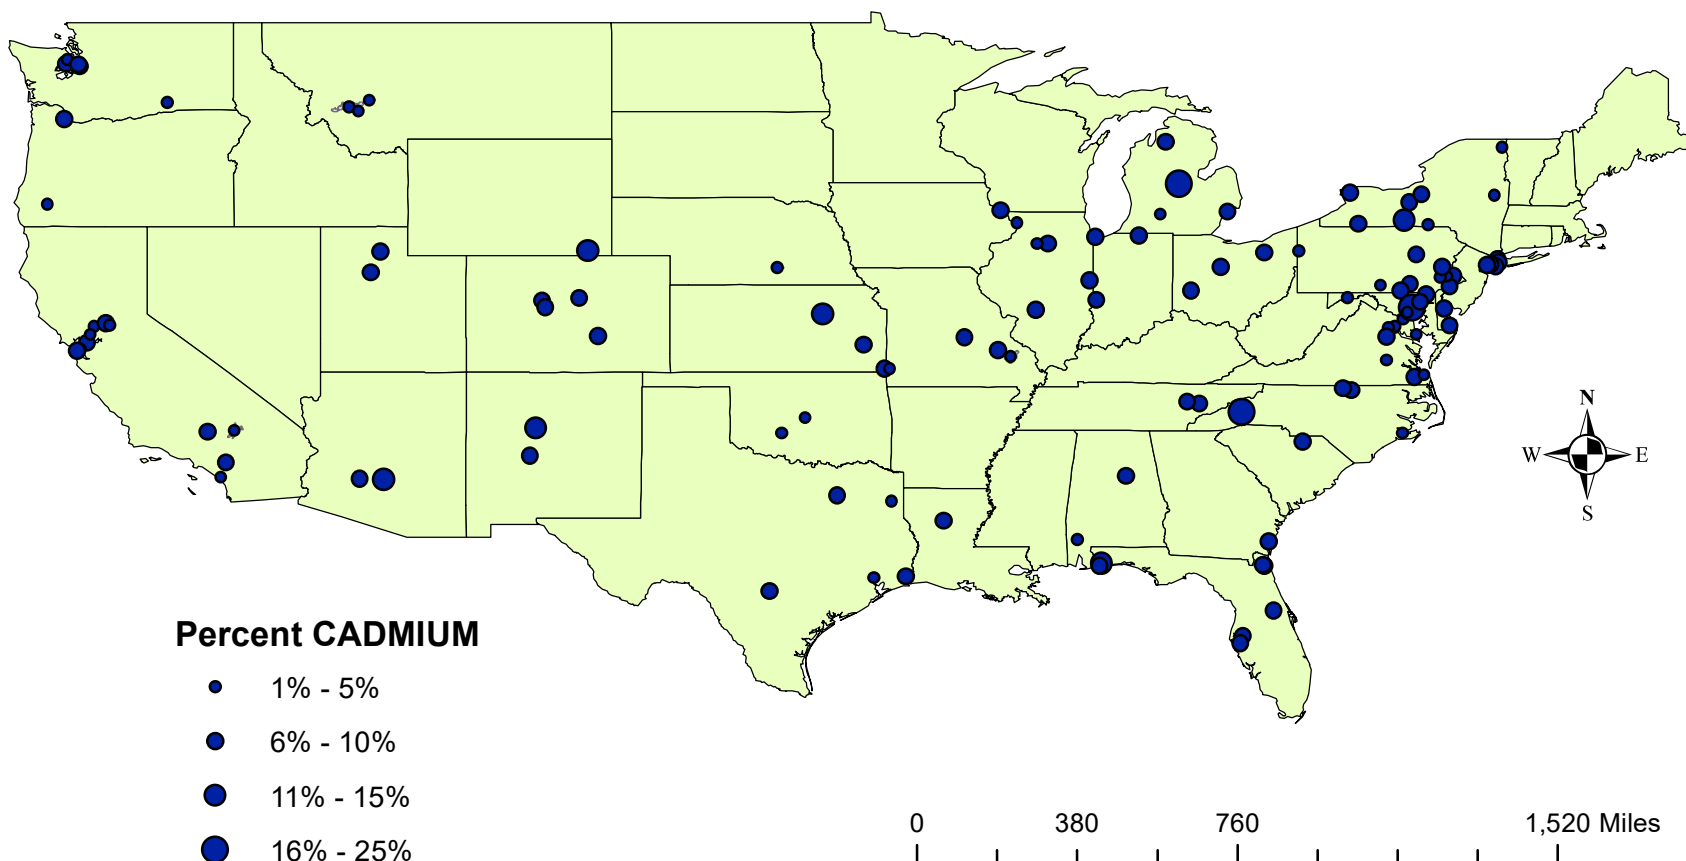 N
W E
S
Percent CADMIUM
1% - 5%
6% - 10%
11% - 15%
16% - 25%
0 380 760 1,520 Miles